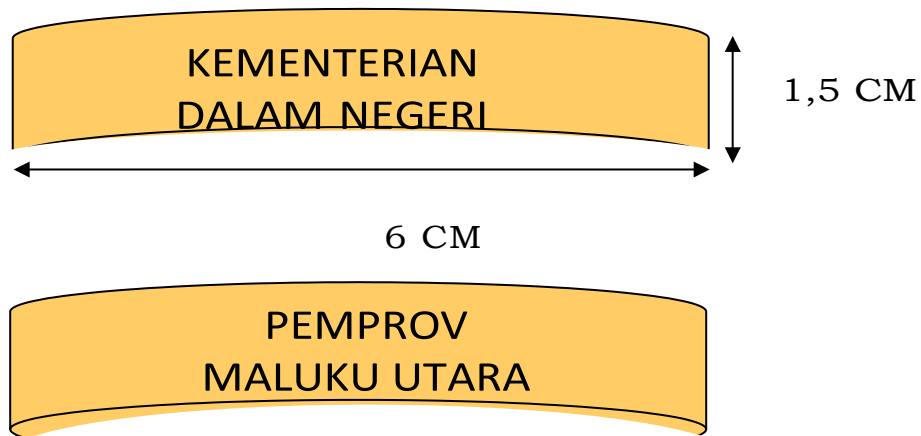 KEMENTERIAN
DALAM NEGERI
1,5 CM
6 CM
PEMPROV
MALUKU UTARA